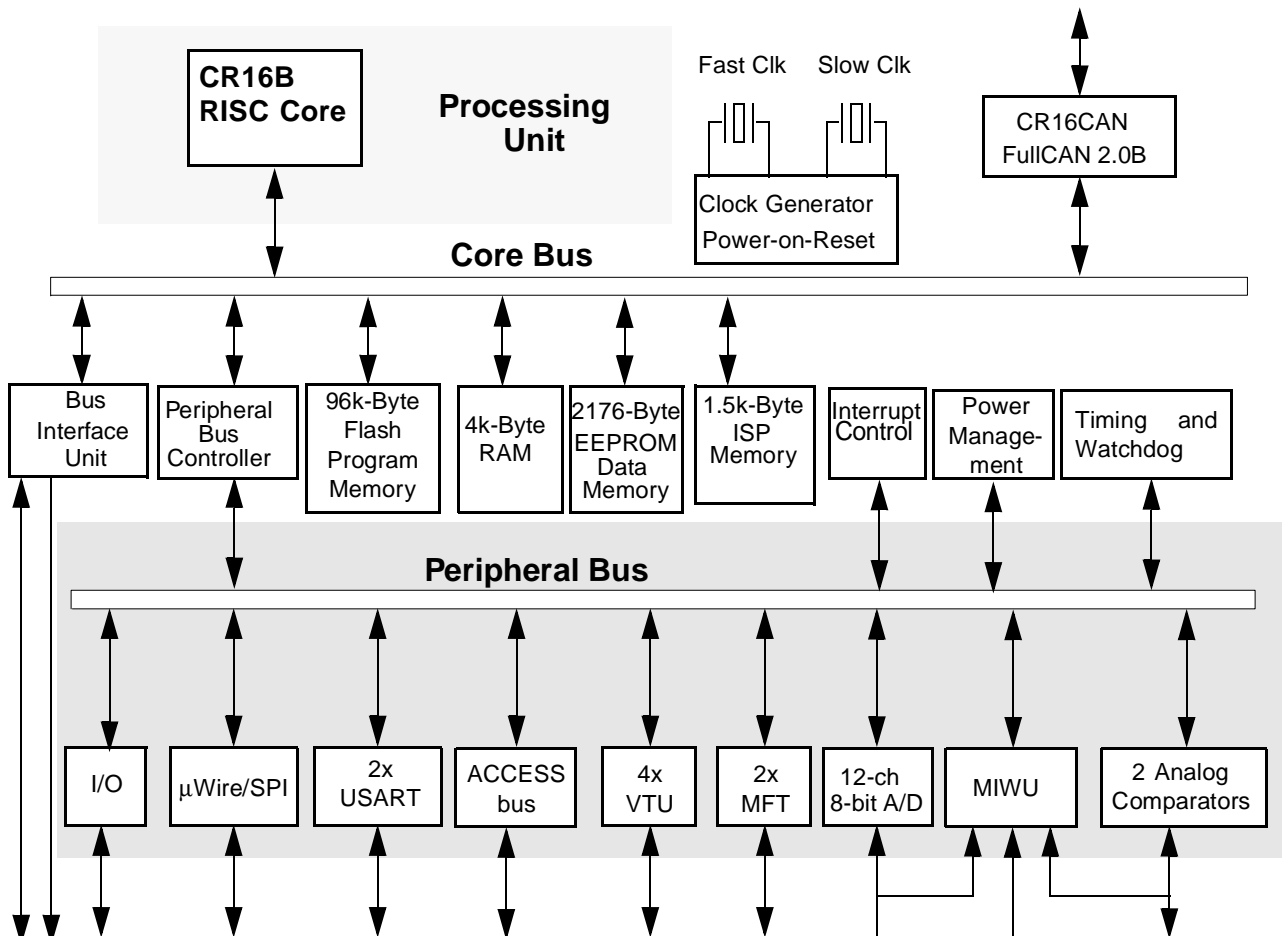 CR16B
RISC Core
Processing
Unit
Fast Clk
Slow Clk
CR16CAN
FullCAN 2.0B
Clock Generator
Power-on-Reset
Core Bus
Bus
Interface
Unit
Peripheral
Bus
Controller
96k-Byte
Flash
Program
Memory
4k-Byte
RAM
2176-Byte
EEPROM
Data
Memory
1.5k-Byte
ISP
Memory
Interrupt
Control
Power
Manage-
ment
Timing and
Watchdog
Peripheral Bus
I/O
µWire/SPI
2x
USART
ACCESS
bus
4x
VTU
2x
MFT
12-ch
8-bit A/D
MIWU
2 Analog
Comparators